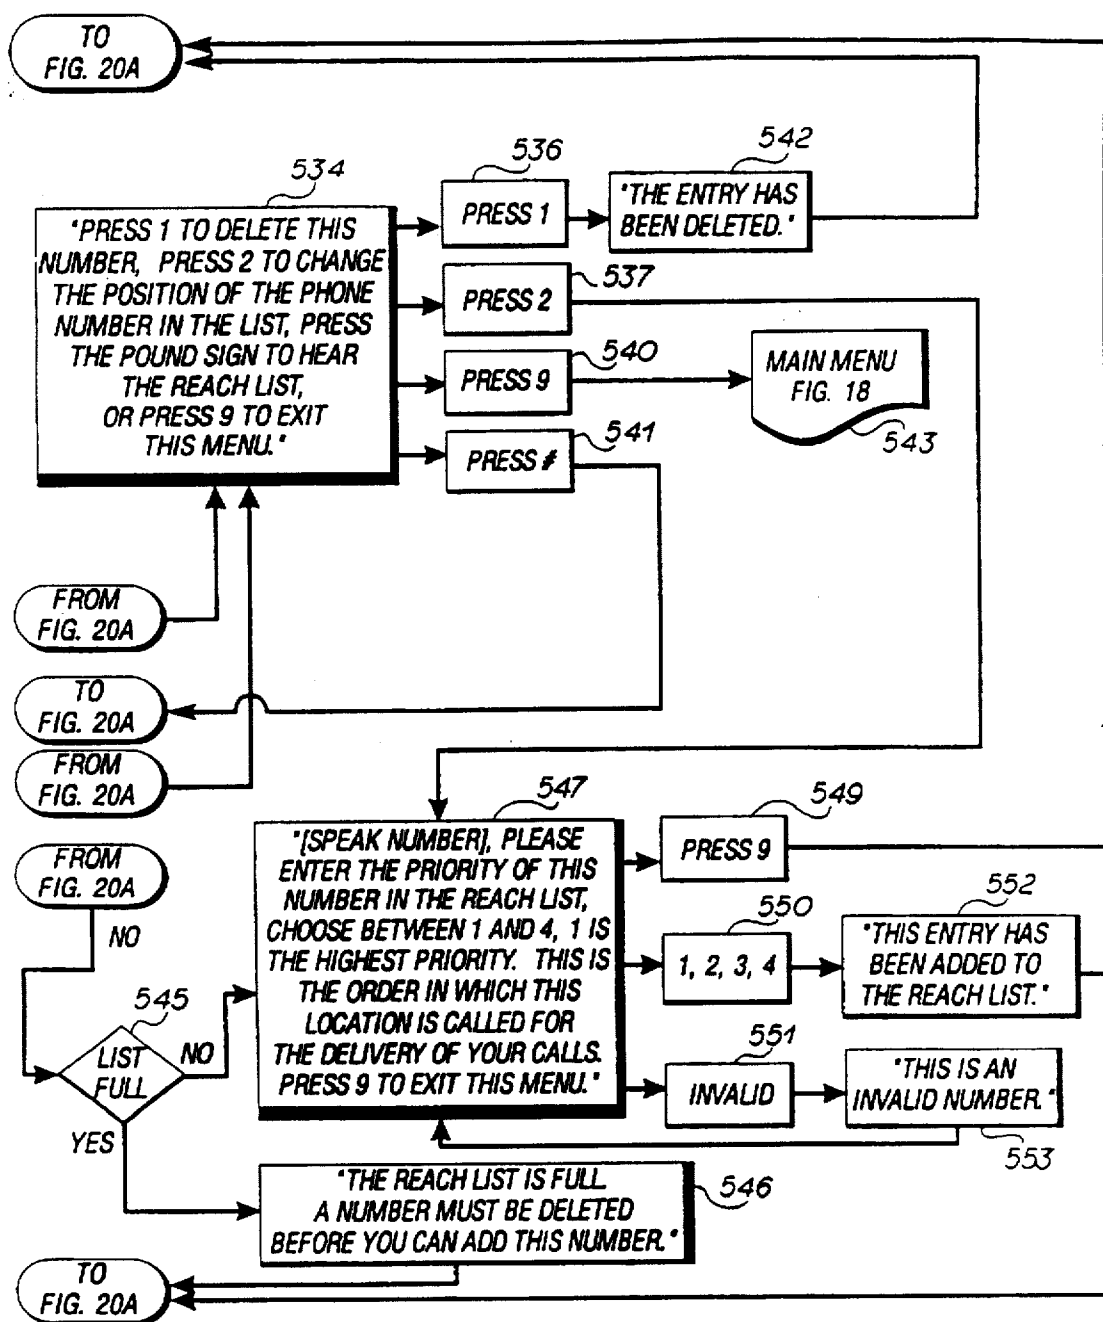 TO
FIG. 20A
534
"PRESS 1 TO DELETE THIS
NUMBER, PRESS 2 TO CHANGE
THE POSITION OF THE PHONE
NUMBER IN THE LIST, PRESS
THE POUND SIGN TO HEAR
THE REACH LIST,
OR PRESS 9 TO EXIT
THIS MENU."
536
PRESS 1
542
"THE ENTRY HAS
BEEN DELETED."
537
PRESS 2
540
PRESS 9
MAIN MENU
FIG. 18
543
541
PRESS #
FROM
FIG. 20A
TO
FIG. 20A
FROM
FIG. 20A
FROM
FIG. 20A
NO
545
LIST
FULL
NO
YES
547
"[SPEAK NUMBER], PLEASE
ENTER THE PRIORITY OF THIS
NUMBER IN THE REACH LIST,
CHOOSE BETWEEN 1 AND 4, 1 IS
THE HIGHEST PRIORITY. THIS IS
THE ORDER IN WHICH THIS
LOCATION IS CALLED FOR
THE DELIVERY OF YOUR CALLS.
PRESS 9 TO EXIT THIS MENU."
549
PRESS 9
550
1, 2, 3, 4
552
"THIS ENTRY HAS
BEEN ADDED TO
THE REACH LIST."
551
INVALID
"THIS IS AN
INVALID NUMBER."
553
"THE REACH LIST IS FULL.
A NUMBER MUST BE DELETED
BEFORE YOU CAN ADD THIS NUMBER."
546
TO
FIG. 20A